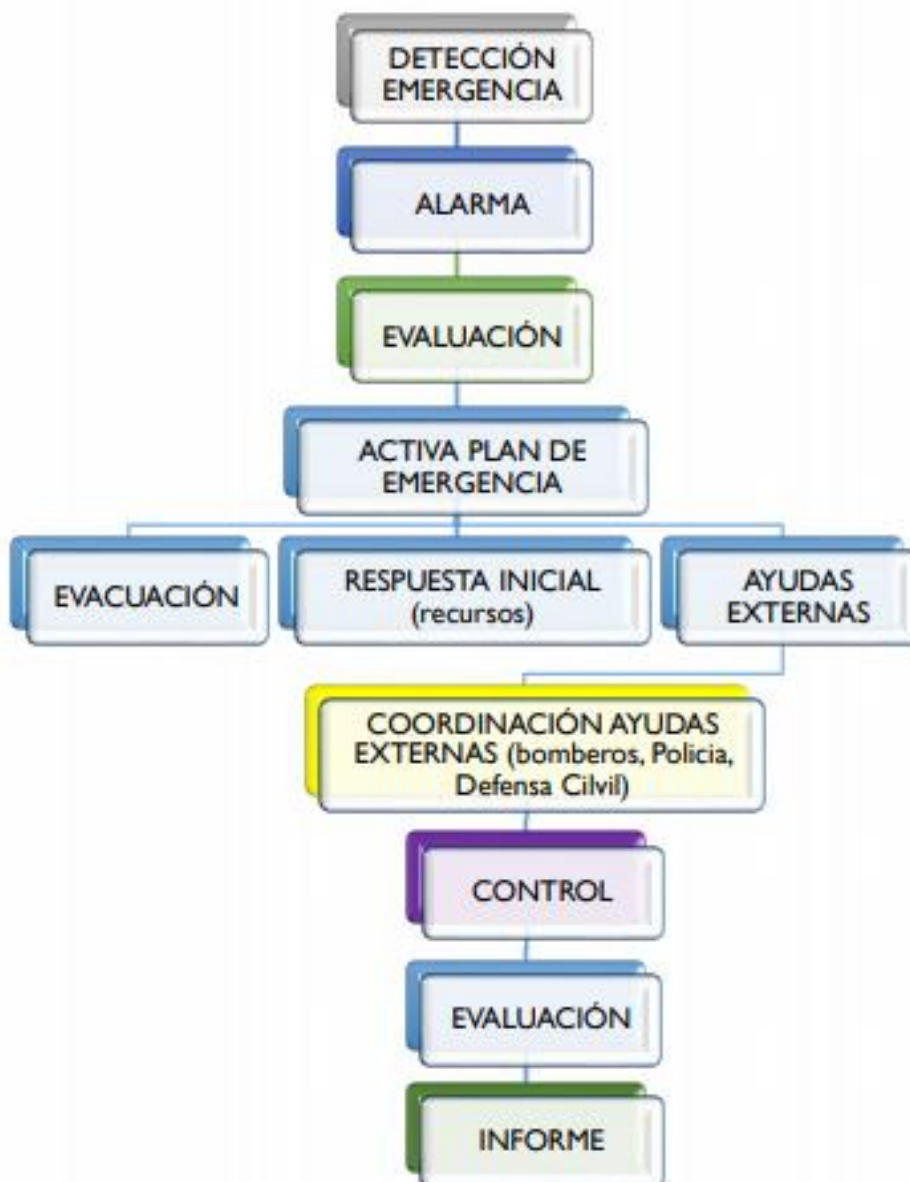 DETECCIÓN
EMERGENCIA
ALARMA
EVALUACIÓN
ACTIVA PLAN DE
EMERGENCIA
EVACUACIÓN
RESPUESTA INICIAL
(recursos)
AYUDAS
EXTERNAS
COORDINACIÓN AYUDAS
EXTERNAS (bomberos, Policia,
Defensa Cilvil)
CONTROL
EVALUACIÓN
INFORME